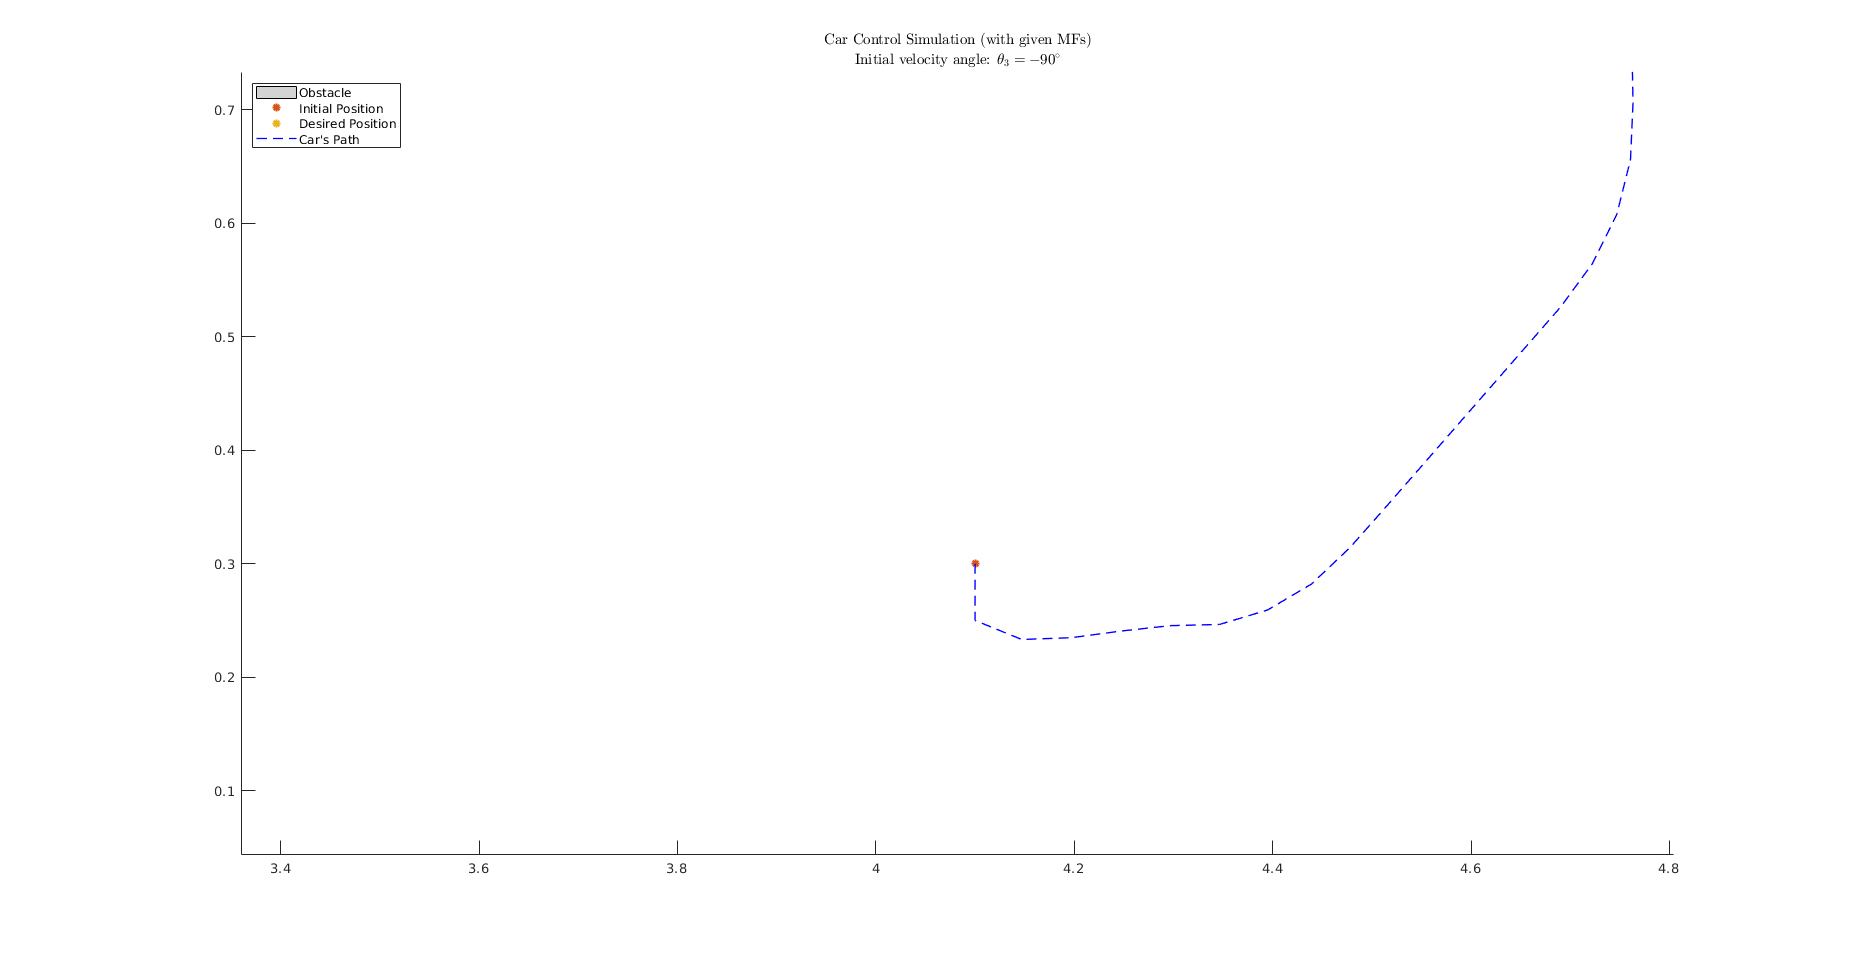 Car Control Simulation (with given MFs)
Initial velocity angle: θ₃ = −90°
Obstacle
Initial Position
Desired Position
Car's Path
0.7
0.6
0.5
0.4
0.3
0.2
0.1
3.4 3.6 3.8 4 4.2 4.4 4.6 4.8